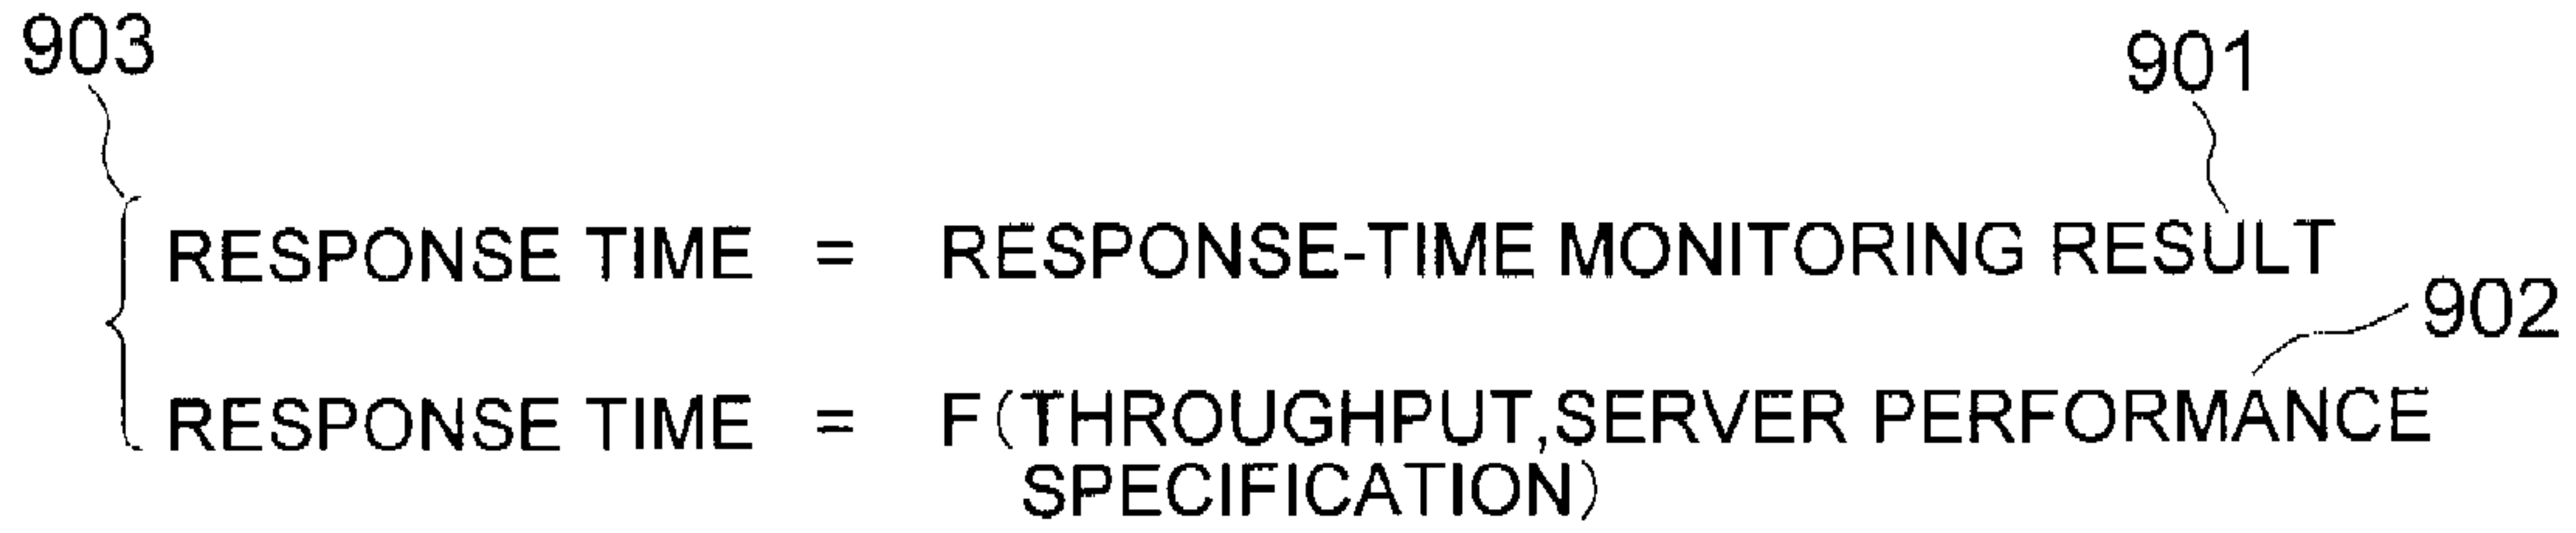 903
901
RESPONSE TIME = RESPONSE-TIME MONITORING RESULT
902
RESPONSE TIME = F(THROUGHPUT,SERVER PERFORMANCE
SPECIFICATION)